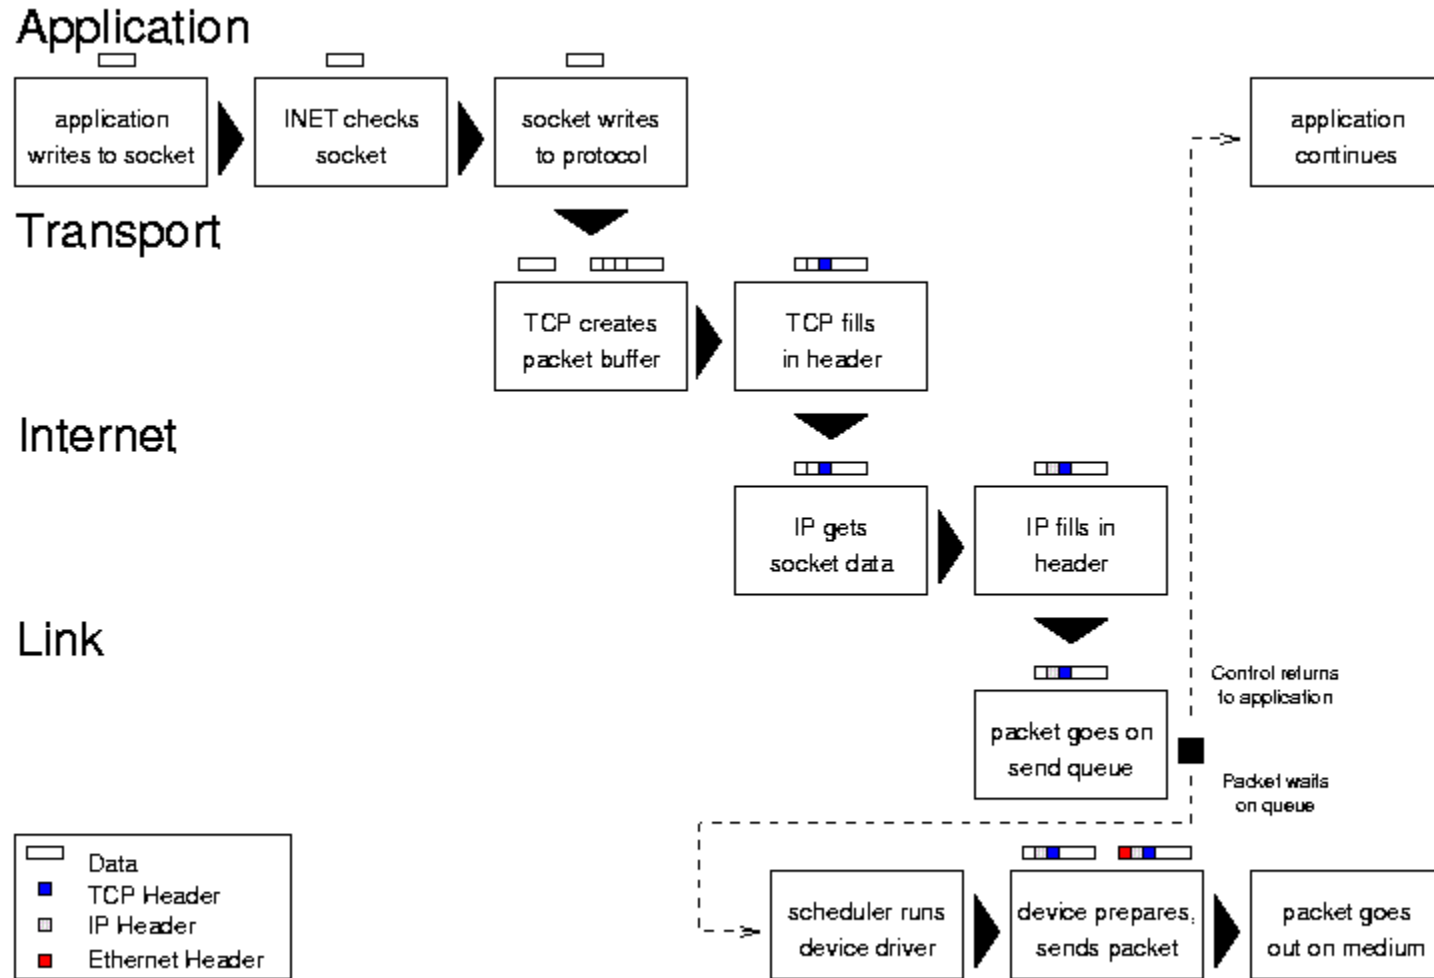 Application
application
writes to socket
INET checks
socket
socket writes
to protocol
application
continues
Transport
TCP creates
packet buffer
TCP fills
in header
Internet
IP gets
socket data
IP fills in
header
Link
Control returns
to application
packet goes on
send queue
Packet waits
on queue
Data
TCP Header
IP Header
Ethernet Header
scheduler runs
device driver
device prepares,
sends packet
packet goes
out on medium